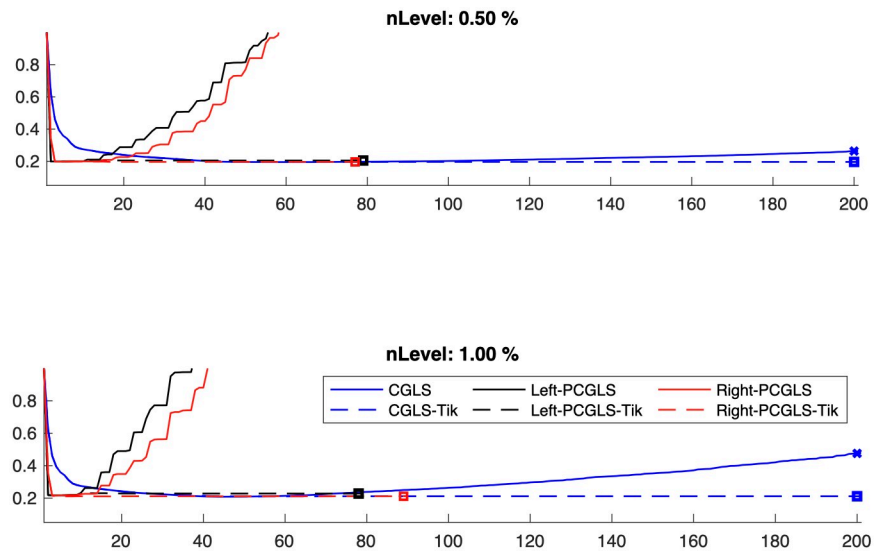 nLevel: 0.50 %
0.8
0.6
0.4
0.2
20 40 60 80 100 120 140 160 180 200
nLevel: 1.00 %
CGLS Left-PCGLS Right-PCGLS
CGLS-Tik Left-PCGLS-Tik Right-PCGLS-Tik
0.8
0.6
0.4
0.2
20 40 60 80 100 120 140 160 180 200